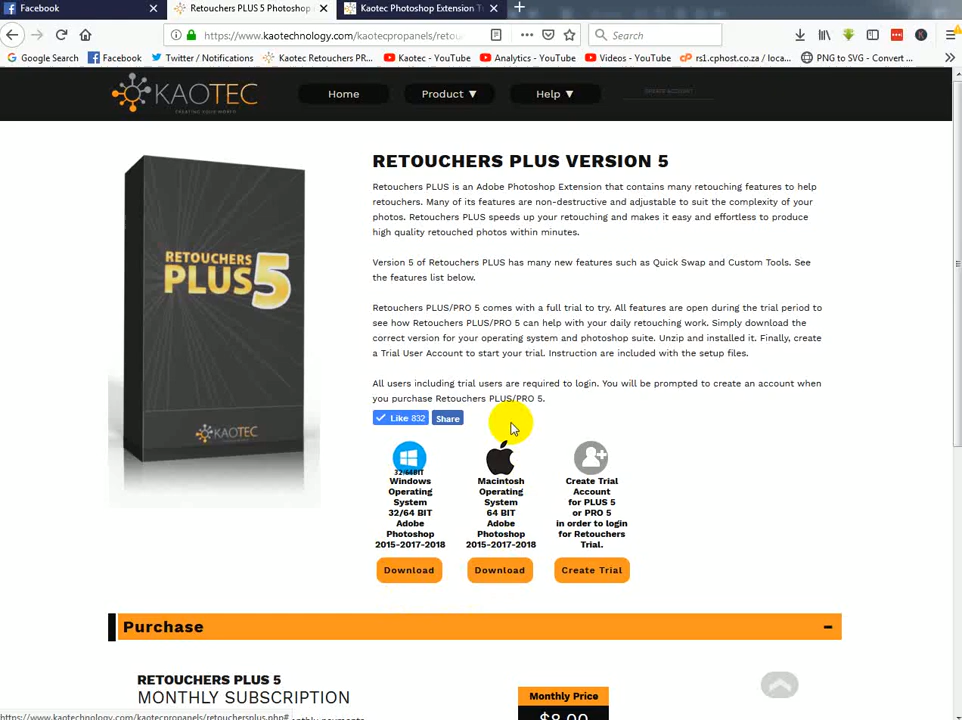 Facebook × Retouchers PLUS 5 Photoshop × Kaotec Photoshop Extension × +
https://www.kaotechnology.com/kaotecpropanels/retou Search
Google Search Facebook Twitter / Notifications Kaotec Retouchers PR... Kaotec - YouTube Analytics - YouTube Videos - YouTube rs1.cphost.co.za / loca... PNG to SVG - Convert ...
KAOTEC
Home Product ▼ Help ▼
RETOUCHERS PLUS VERSION 5
Retouchers PLUS is an Adobe Photoshop Extension that contains many retouching features to help
retouchers. Many of its features are non-destructive and adjustable to suit the complexity of your
photos. Retouchers PLUS speeds up your retouching and makes it easy and effortless to produce
high quality retouched photos within minutes.
Version 5 of Retouchers PLUS has many new features such as Quick Swap and Custom Tools. See
the features list below.
Retouchers PLUS/PRO 5 comes with a full trial to try. All features are open during the trial period to
see how Retouchers PLUS/PRO 5 can help with your daily retouching work. Simply download the
correct version for your operating system and photoshop suite. Unzip and installed it. Finally, create
a Trial User Account to start your trial. Instruction are included with the setup files.
All users including trial users are required to login. You will be prompted to create an account when
you purchase Retouchers PLUS/PRO 5.
Like 832 Share
RETOUCHERS
PLUS 5
KAOTEC
32/64BIT
Windows
Operating
System
32/64 BIT
Adobe
Photoshop
2015-2017-2018
Download
Macintosh
Operating
System
64 BIT
Adobe
Photoshop
2015-2017-2018
Download
Create Trial
Account
for PLUS 5
or PRO 5
in order to login
for Retouchers
Trial.
Create Trial
Purchase −
RETOUCHERS PLUS 5
MONTHLY SUBSCRIPTION
Monthly Price
$8.00
https://www.kaotechnology.com/kaotecpropanels/retouchersplus.php#